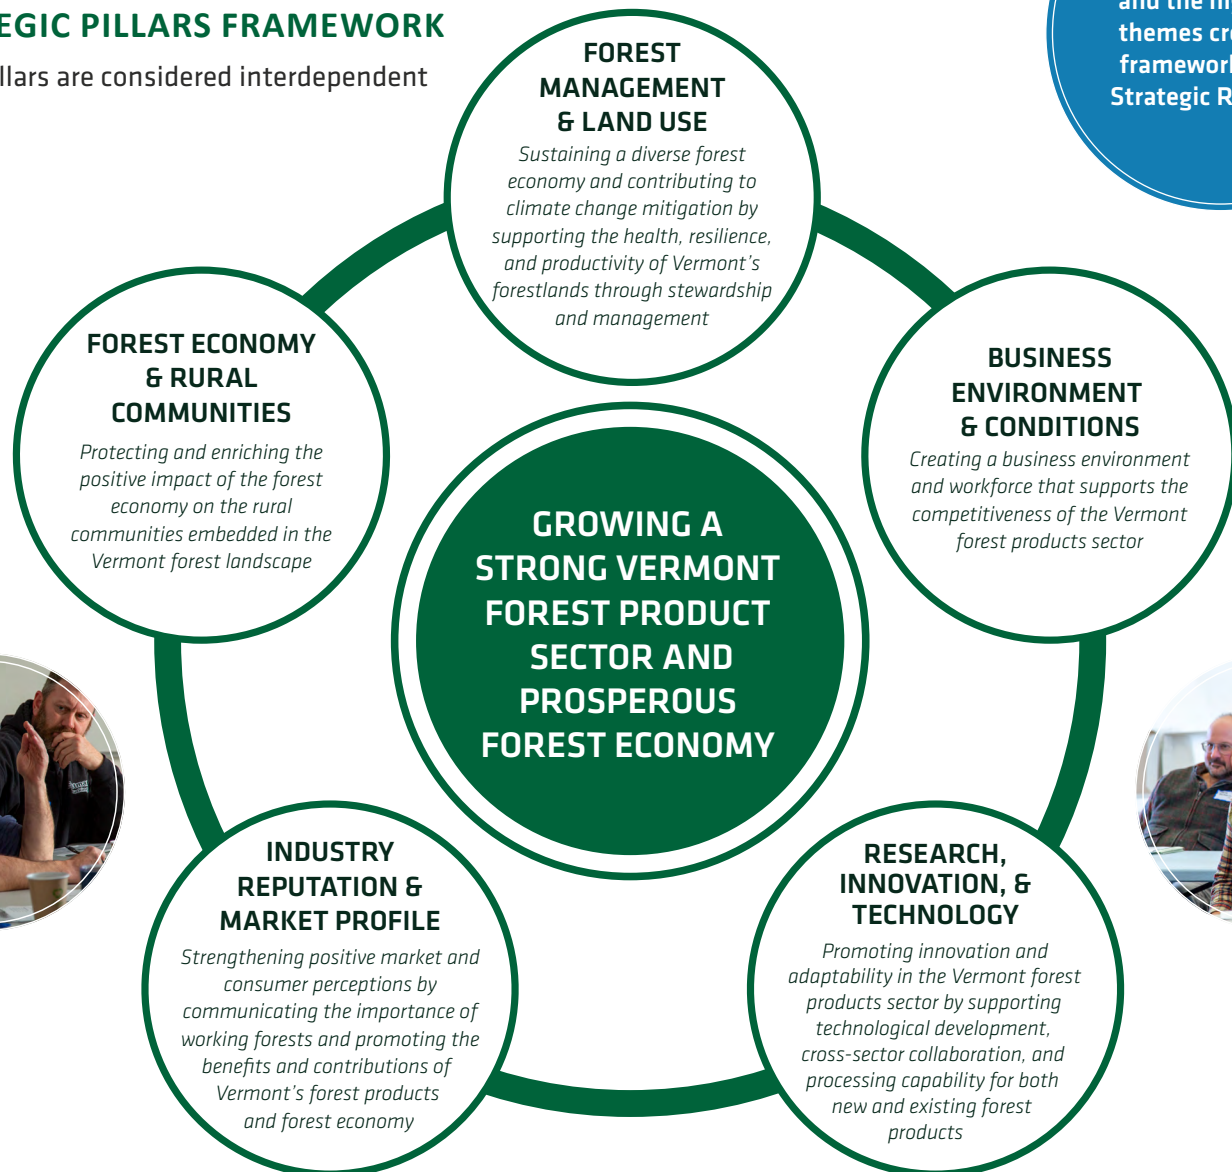 PILLARS FRAMEWORK
are considered interdependent
and the
themes
Strategic
FOREST
MANAGEMENT
& LAND USE
Sustaining a diverse forest
economy and contributing to
climate change mitigation by
supporting the health, resilience,
and productivity of Vermont's
forestlands through stewardship
and management
FOREST ECONOMY
& RURAL
COMMUNITIES
Protecting and enriching the
positive impact of the forest
economy on the rural
communities embedded in the
Vermont forest landscape
BUSINESS
ENVIRONMENT
& CONDITIONS
Creating a business environment
and workforce that supports the
competitiveness of the Vermont
forest products sector
GROWING A
STRONG VERMONT
FOREST PRODUCT
SECTOR AND
PROSPEROUS
FOREST ECONOMY
INDUSTRY
REPUTATION &
MARKET PROFILE
Strengthening positive market and
consumer perceptions by
communicating the importance of
working forests and promoting the
benefits and contributions of
Vermont's forest products
and forest economy
RESEARCH,
INNOVATION, &
TECHNOLOGY
Promoting innovation and
adaptability in the Vermont forest
products sector by supporting
technological development,
cross-sector collaboration, and
processing capability for both
new and existing forest
products